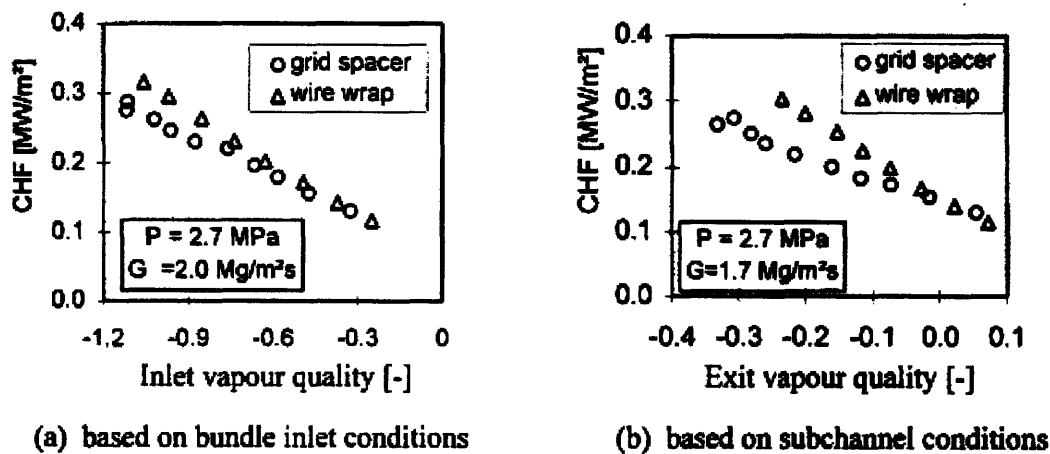 0.4
0.3
0.2
0.1
0.0
CHF [MW/m²]
grid spacer
wire wrap
P = 2.7 MPa
G =2.0 Mg/m²s
-1.2 -0.9 -0.6 -0.3 0
Inlet vapour quality [-]
(a) based on bundle inlet conditions
0.4
0.3
0.2
0.1
0.0
CHF [MW/m²]
grid spacer
wire wrap
P = 2.7 MPa
G=1.7 Mg/m²s
-0.4 -0.3 -0.2 -0.1 0.0 0.1
Exit vapour quality [-]
(b) based on subchannel conditions